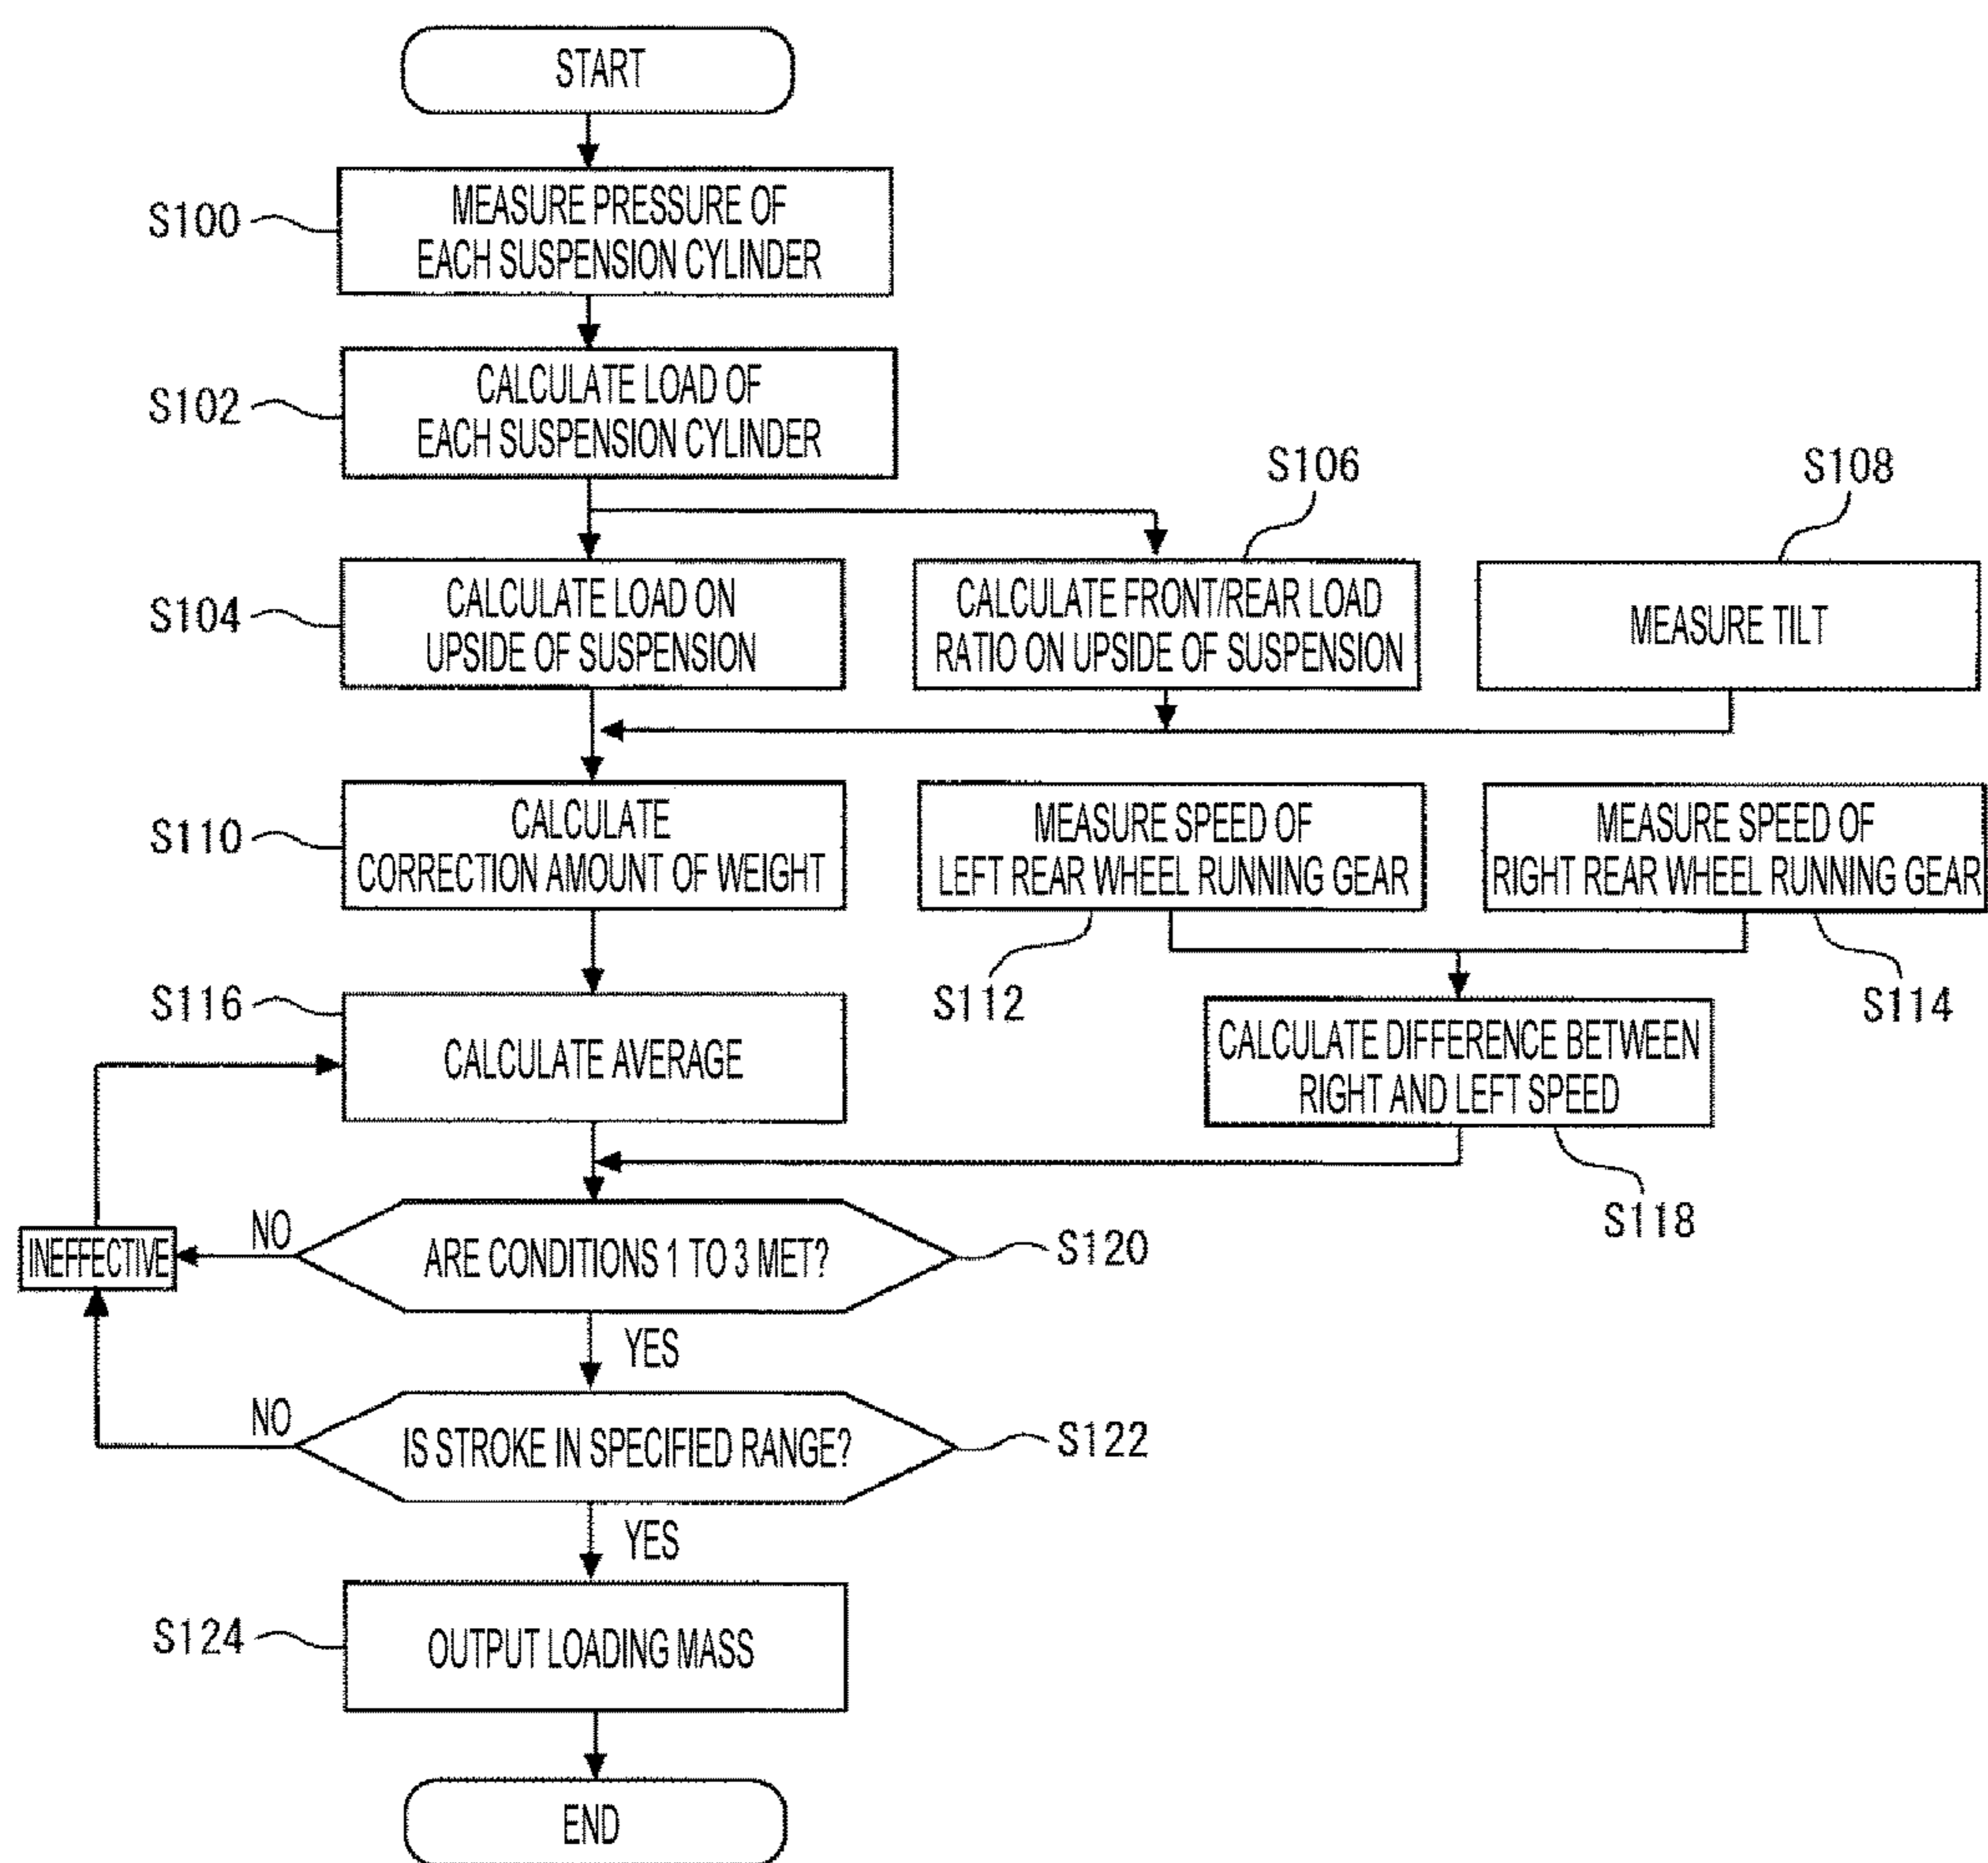 START
S100
MEASURE PRESSURE OF
EACH SUSPENSION CYLINDER
S102
CALCULATE LOAD OF
EACH SUSPENSION CYLINDER
S106
S108
S104
CALCULATE LOAD ON
UPSIDE OF SUSPENSION
CALCULATE FRONT/REAR LOAD
RATIO ON UPSIDE OF SUSPENSION
MEASURE TILT
S110
CALCULATE
CORRECTION AMOUNT OF WEIGHT
MEASURE SPEED OF
LEFT REAR WHEEL RUNNING GEAR
MEASURE SPEED OF
RIGHT REAR WHEEL RUNNING GEAR
S112
S114
S116
CALCULATE AVERAGE
CALCULATE DIFFERENCE BETWEEN
RIGHT AND LEFT SPEED
S118
INEFFECTIVE
NO
ARE CONDITIONS 1 TO 3 MET?
S120
YES
NO
IS STROKE IN SPECIFIED RANGE?
S122
YES
S124
OUTPUT LOADING MASS
END